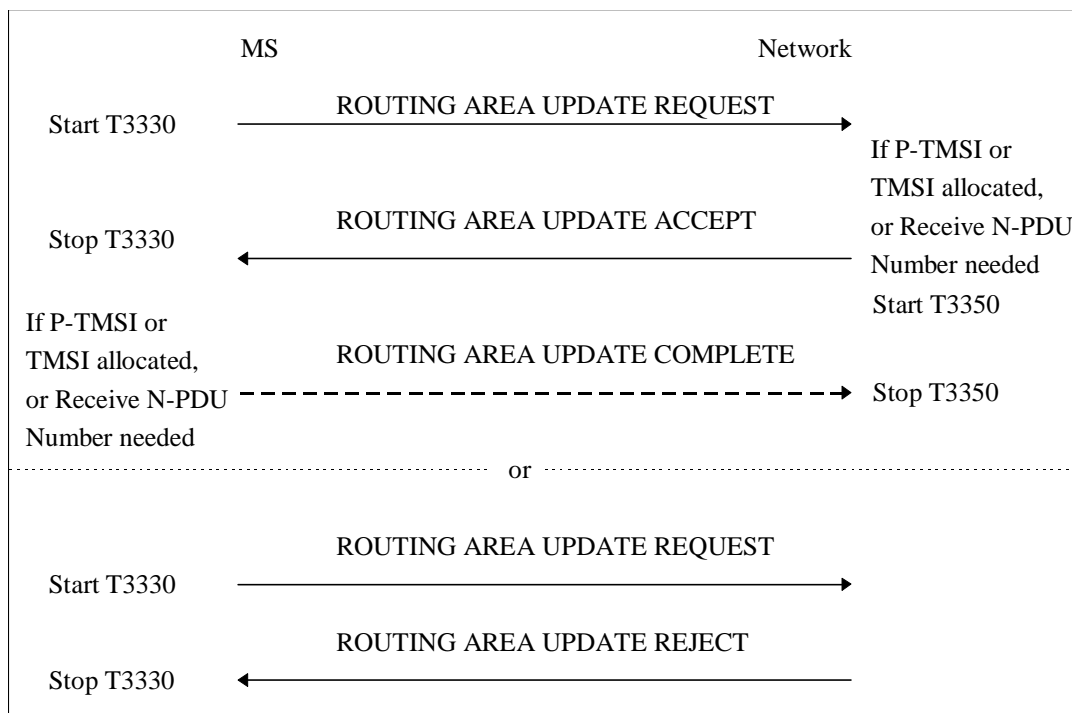 MS
Network
ROUTING AREA UPDATE REQUEST
Start T3330
If P-TMSI or
TMSI allocated,
or Receive N-PDU
Number needed
Start T3350
ROUTING AREA UPDATE ACCEPT
Stop T3330
If P-TMSI or
TMSI allocated,
or Receive N-PDU
Number needed
ROUTING AREA UPDATE COMPLETE
Stop T3350
or
ROUTING AREA UPDATE REQUEST
Start T3330
ROUTING AREA UPDATE REJECT
Stop T3330